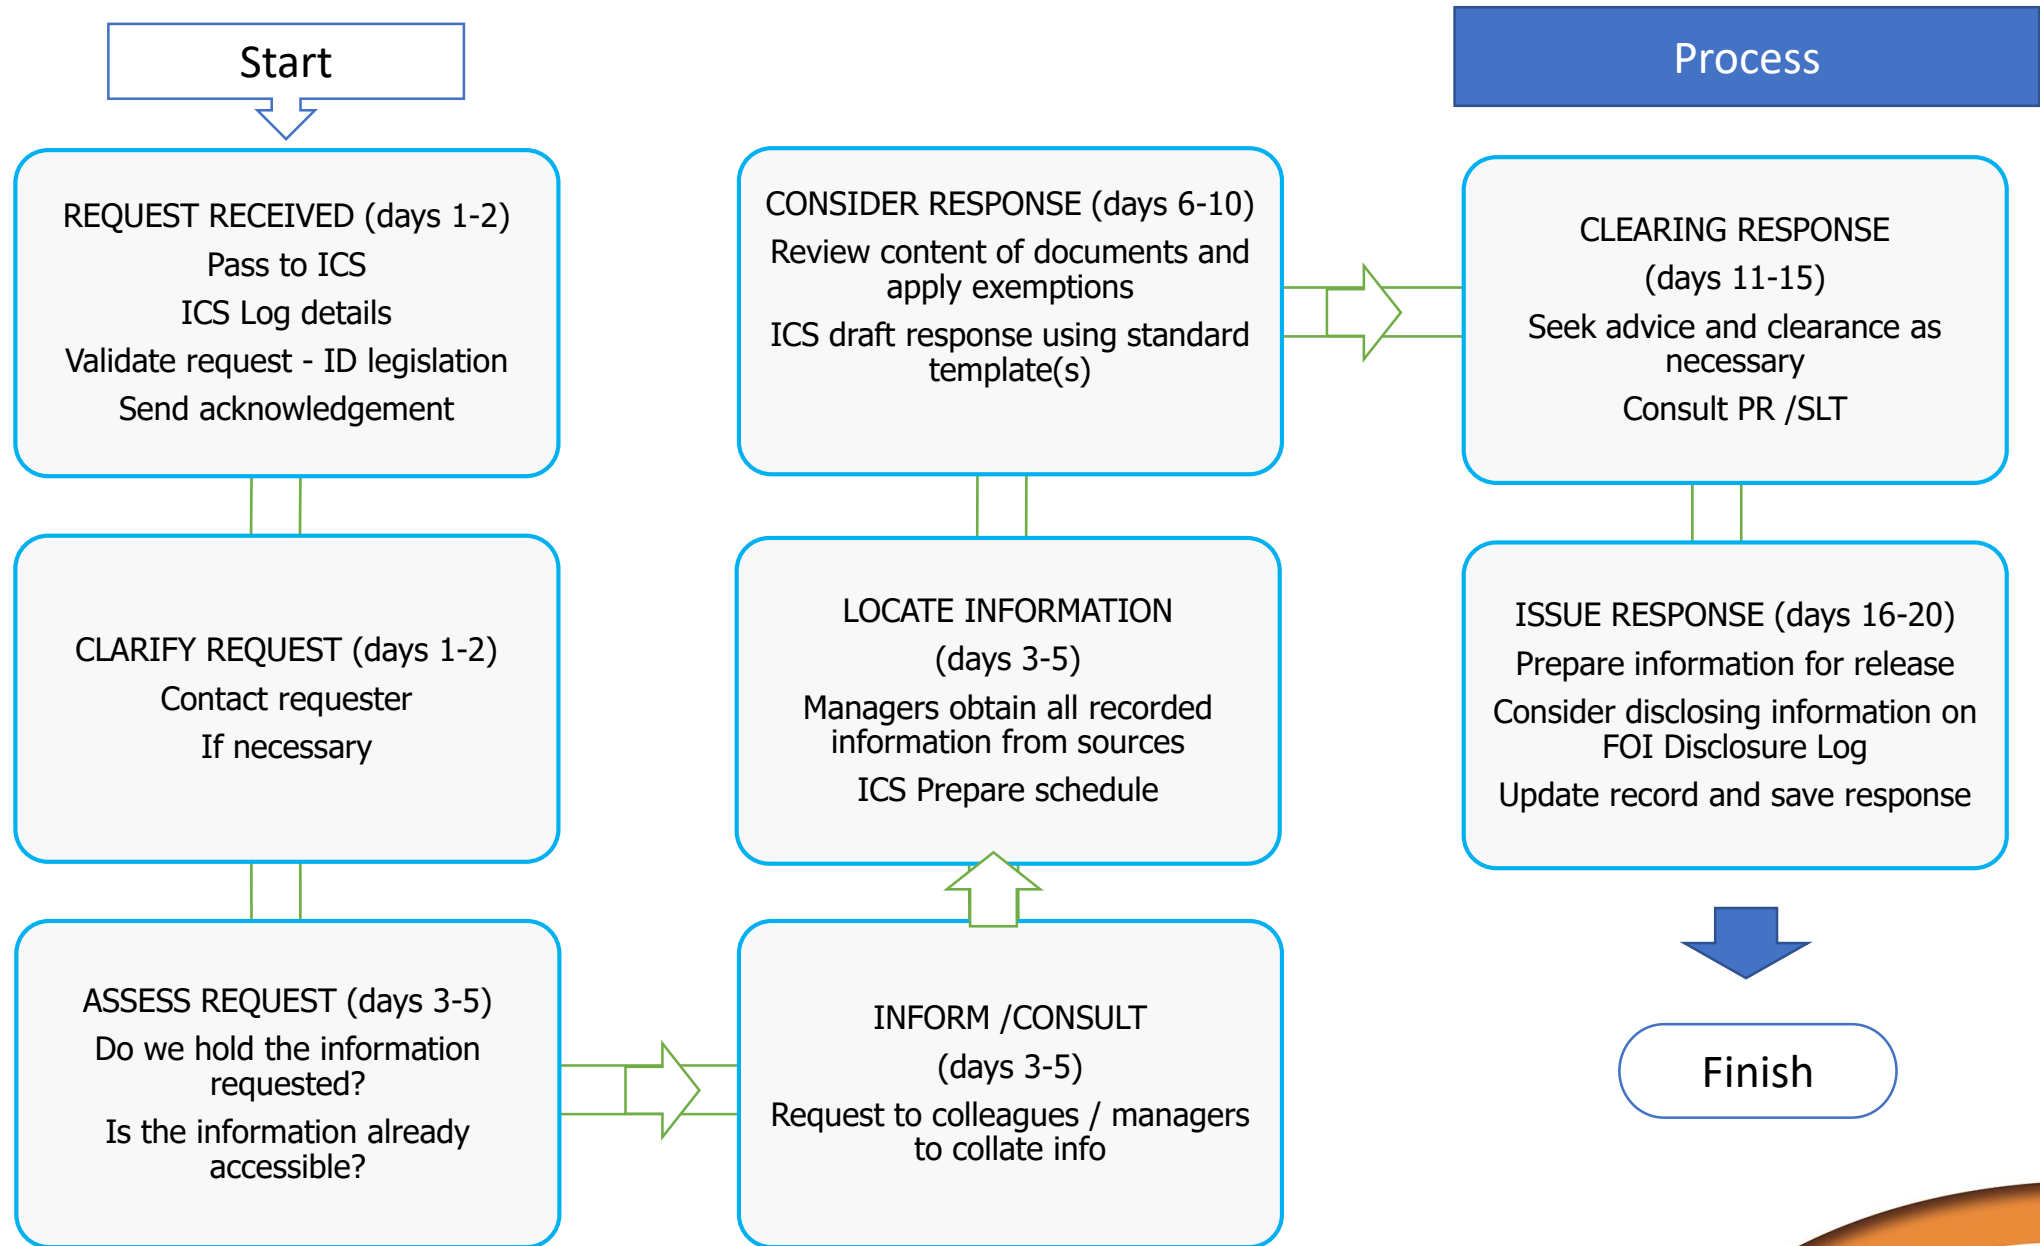 Start
Process
REQUEST RECEIVED (days 1-2)
Pass to ICS
ICS Log details
Validate request - ID legislation
Send acknowledgement
CLARIFY REQUEST (days 1-2)
Contact requester
If necessary
ASSESS REQUEST (days 3-5)
Do we hold the information
requested?
Is the information already
accessible?
INFORM /CONSULT
(days 3-5)
Request to colleagues / managers
to collate info
LOCATE INFORMATION
(days 3-5)
Managers obtain all recorded
information from sources
ICS Prepare schedule
CONSIDER RESPONSE (days 6-10)
Review content of documents and
apply exemptions
ICS draft response using standard
template(s)
CLEARING RESPONSE
(days 11-15)
Seek advice and clearance as
necessary
Consult PR /SLT
ISSUE RESPONSE (days 16-20)
Prepare information for release
Consider disclosing information on
FOI Disclosure Log
Update record and save response
Finish